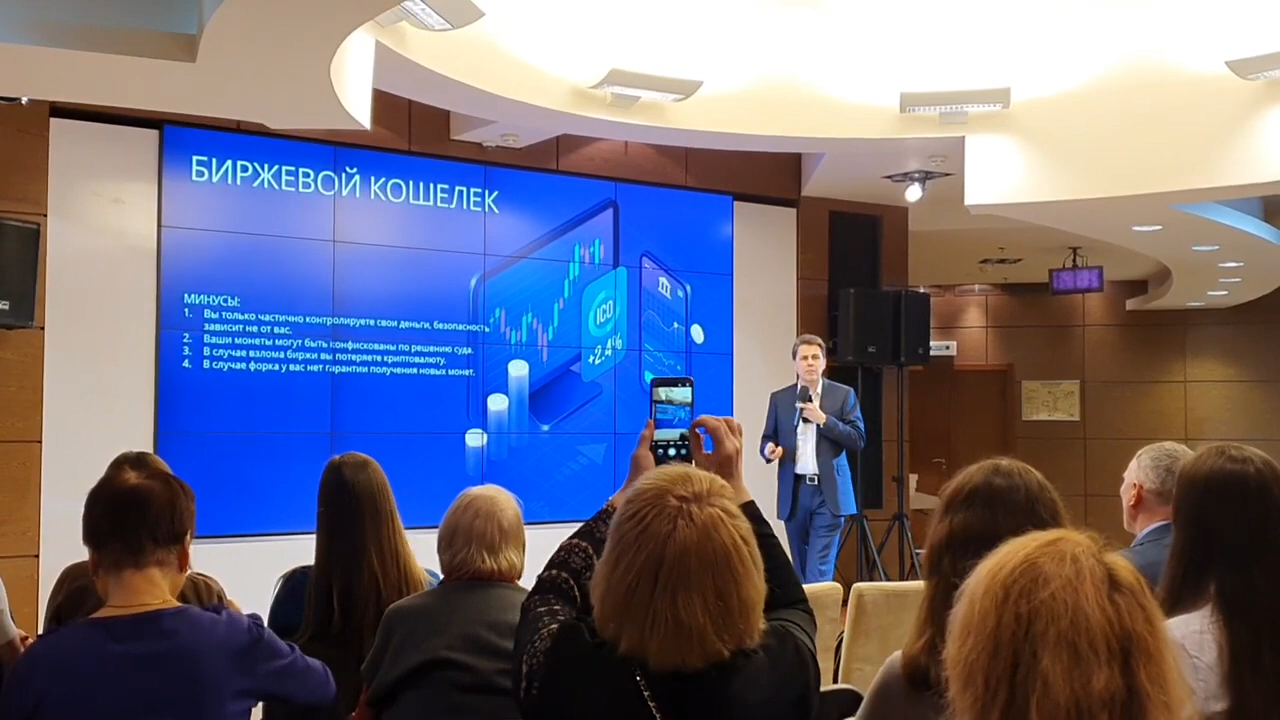 БИРЖЕВОЙ КОШЕЛЕК
МИНУСЫ:
1. Вы только частично контролируете свои деньги, безопасность
зависит не от вас.
2. Ваши монеты могут быть конфискованы по решению суда.
3. В случае взлома биржи вы потеряете криптовалюту.
4. В случае форка у вас нет гарантии получения новых монет.
ICO
+2.4%